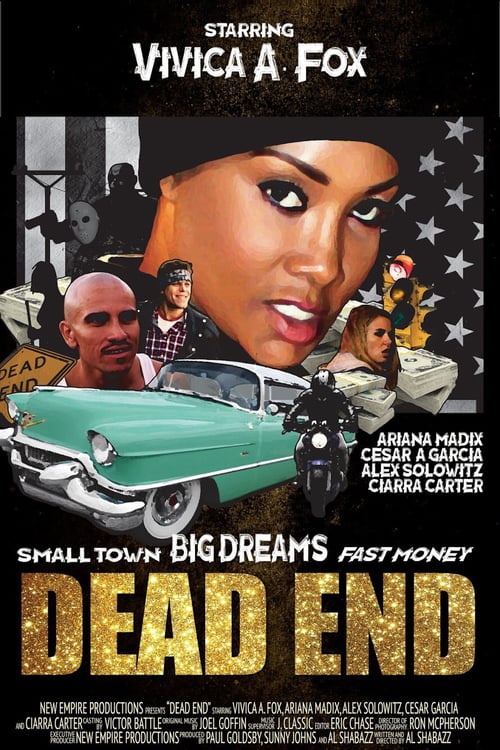 STARRING
VIVICA A. FOX
DEAD
END
ARIANA MADIX
CESAR A GARCIA
ALEX SOLOWITZ
CIARRA CARTER
SMALL TOWN BIG DREAMS FAST MONEY
DEAD END
NEW EMPIRE PRODUCTIONS PRESENTS "DEAD END" STARRING VIVICA A. FOX, ARIANA MADIX, ALEX SOLOWITZ, CESAR GARCIA
AND CIARRA CARTER CASTING BY VICTOR BATTLE ORIGINAL MUSIC BY JOEL GOFFIN MUSIC SUPERVISOR J. CLASSIC EDITOR ERIC CHASE DIRECTOR OF PHOTOGRAPHY RON MCPHERSON
EXECUTIVE PRODUCER NEW EMPIRE PRODUCTIONS PRODUCED BY PAUL GOLDSBY, SUNNY JOHNS AND AL SHABAZZ WRITTEN AND DIRECTED BY AL SHABAZZ